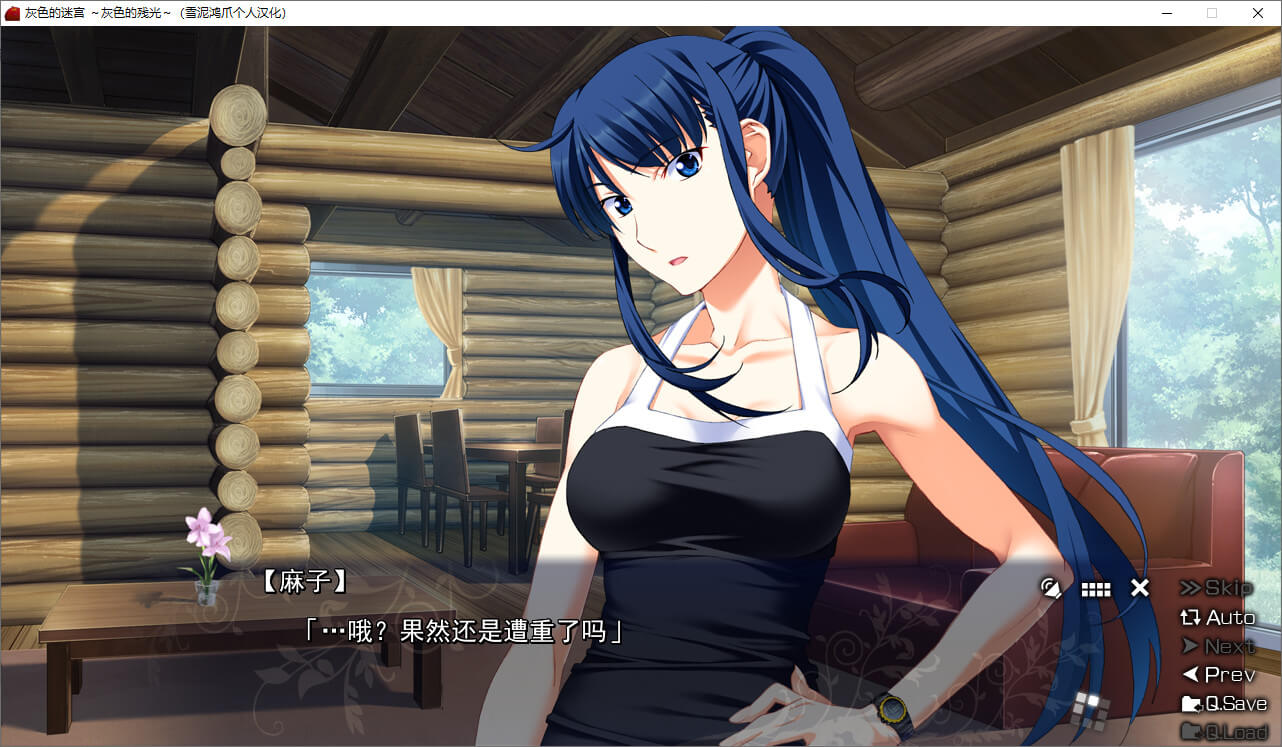 灰色的迷宫 ～灰色的残光～（雪泥鸿爪个人汉化）
【麻子】
「…哦？果然还是遭重了吗」
Skip
Auto
Next
Prev
Q.Save
Q.Load